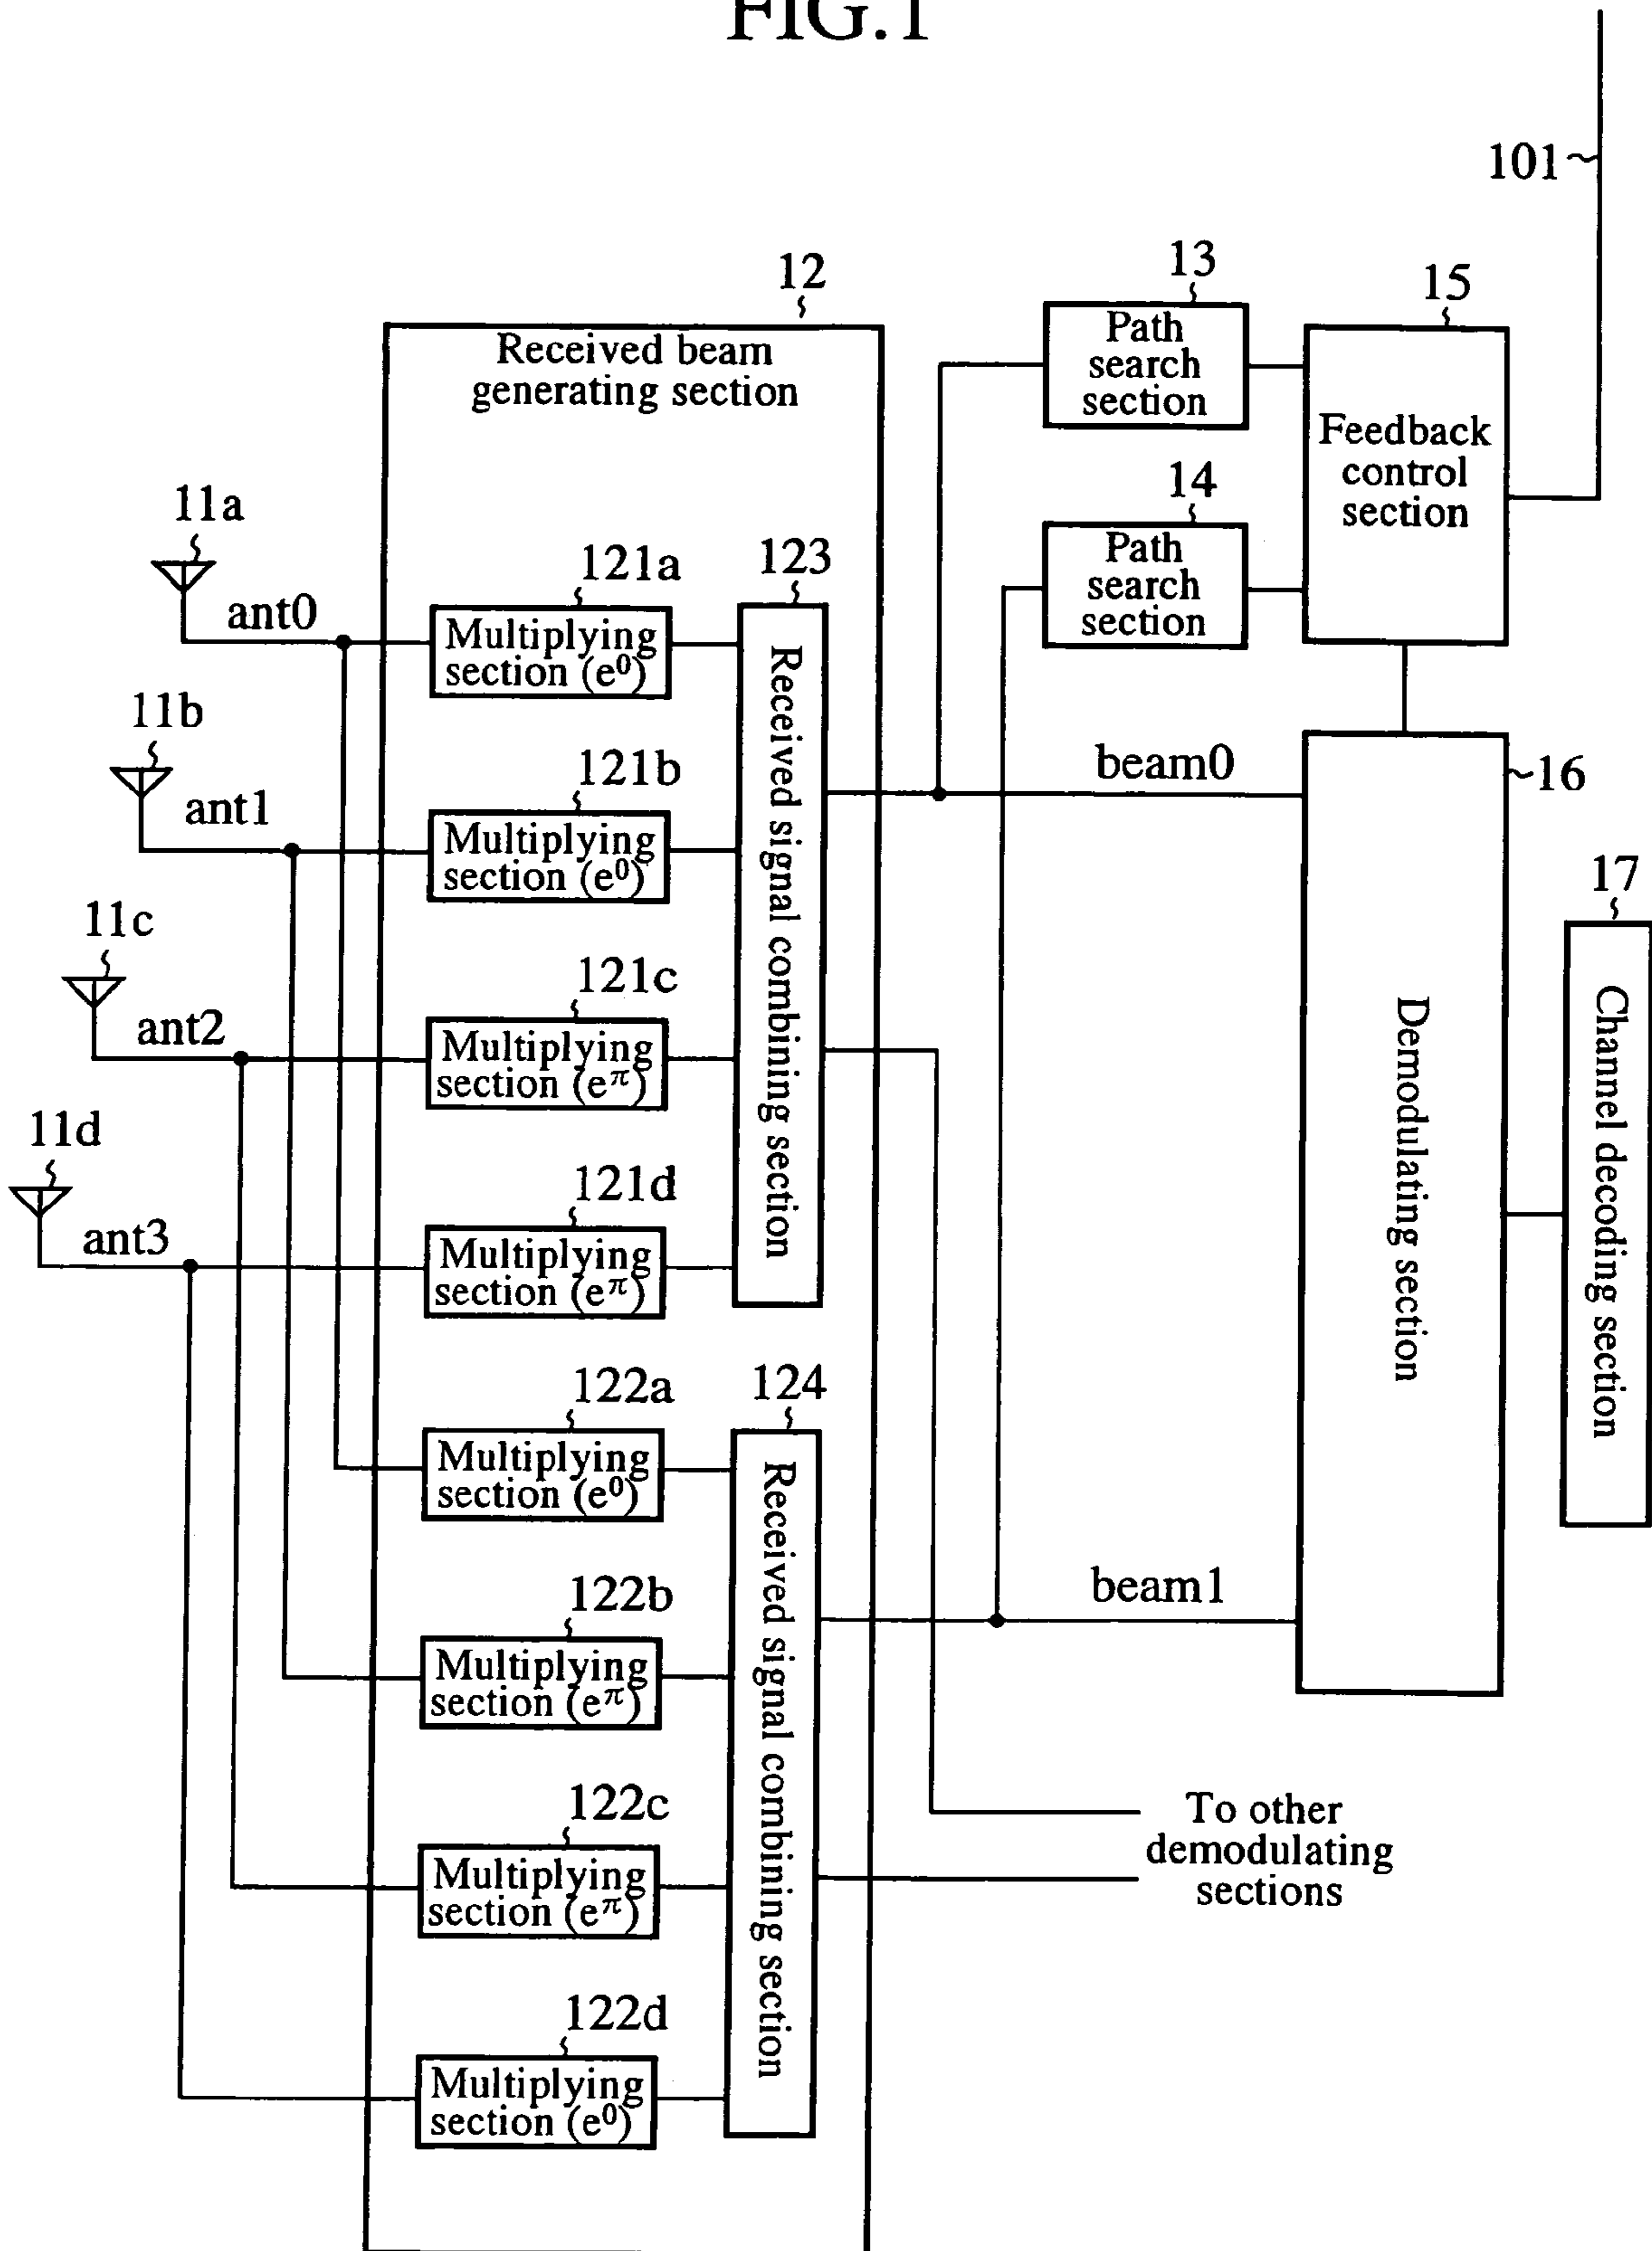 FIG.1
101
12
Received beam
generating section
13
Path
search
section
15
Feedback
control
section
14
Path
search
section
11a
ant0
121a
Multiplying
section (e⁰)
123
Received signal combining section
11b
ant1
121b
Multiplying
section (e⁰)
beam0
16
Demodulating section
17
Channel decoding section
11c
ant2
121c
Multiplying
section (e^π)
11d
ant3
121d
Multiplying
section (e^π)
122a
Multiplying
section (e⁰)
124
Received signal combining section
122b
Multiplying
section (e^π)
beam1
122c
Multiplying
section (e^π)
To other
demodulating
sections
122d
Multiplying
section (e⁰)